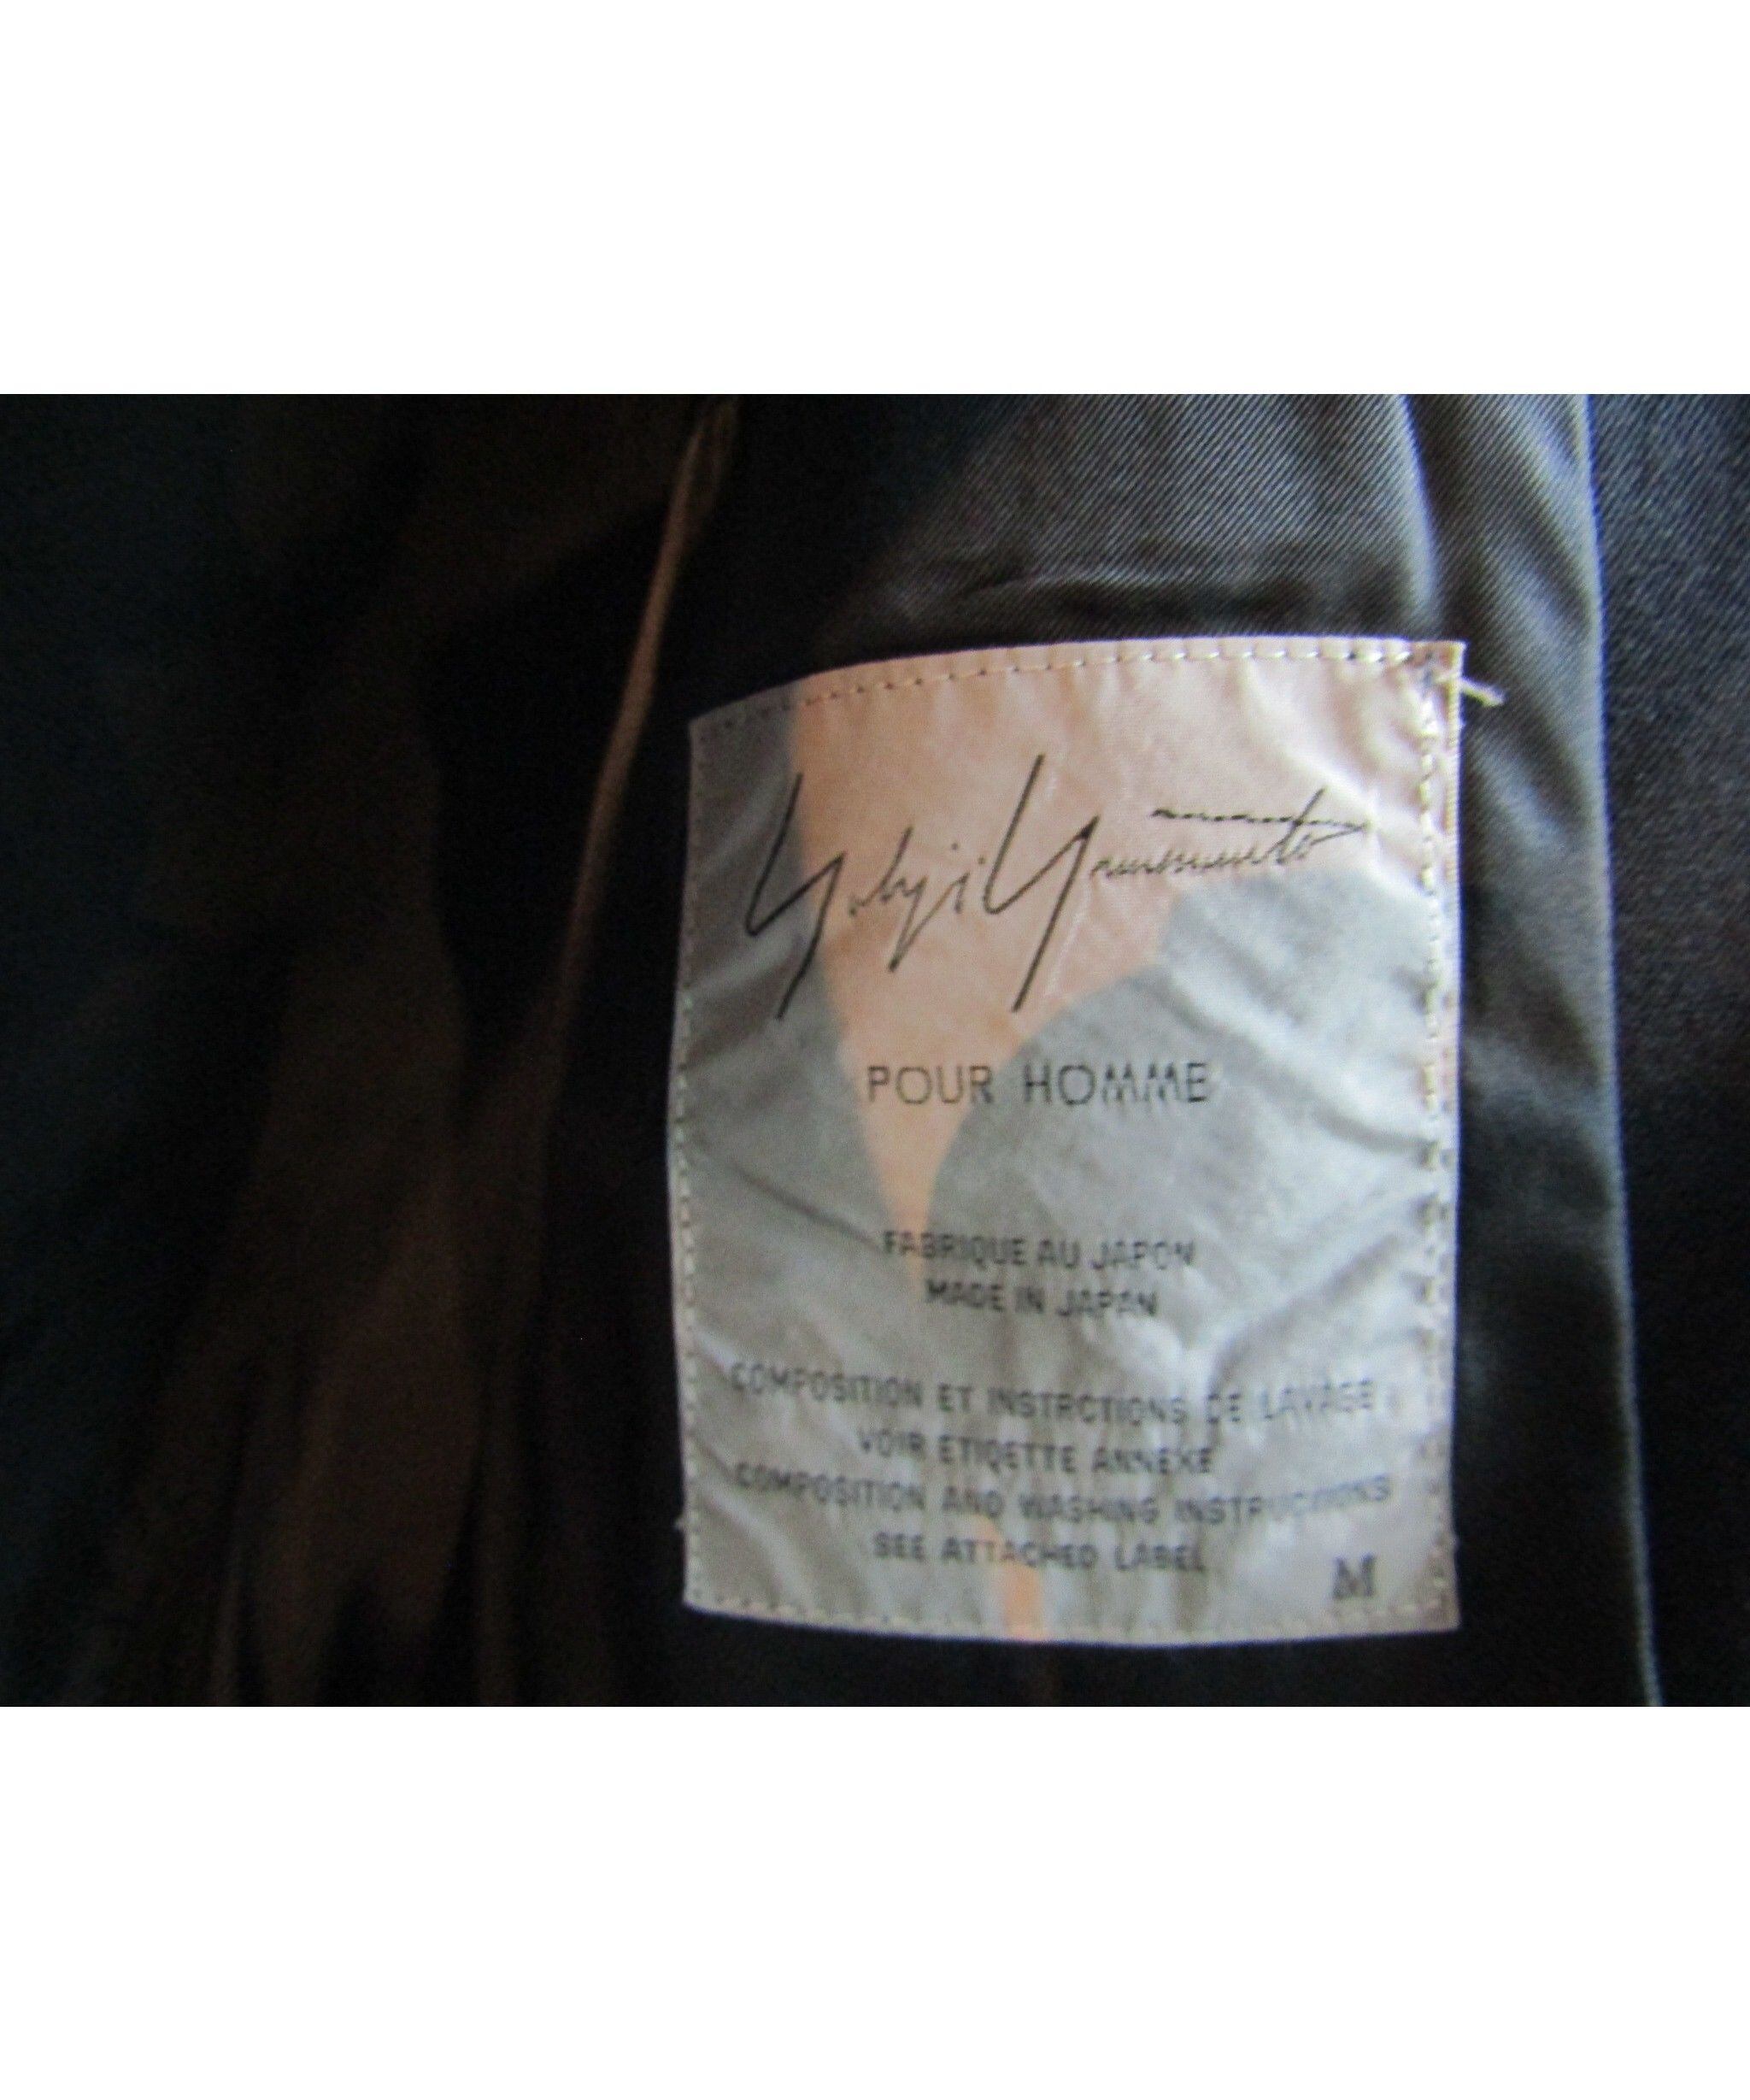 Yohji Yamamoto
POUR HOMME
FABRIQUE AU JAPON
MADE IN JAPAN
COMPOSITION ET INSTRCTIONS DE LAVAGE
VOIR ETIQETTE ANNEXE
COMPOSITION AND WASHING INSTRUCTIONS
SEE ATTACHED LABEL
M